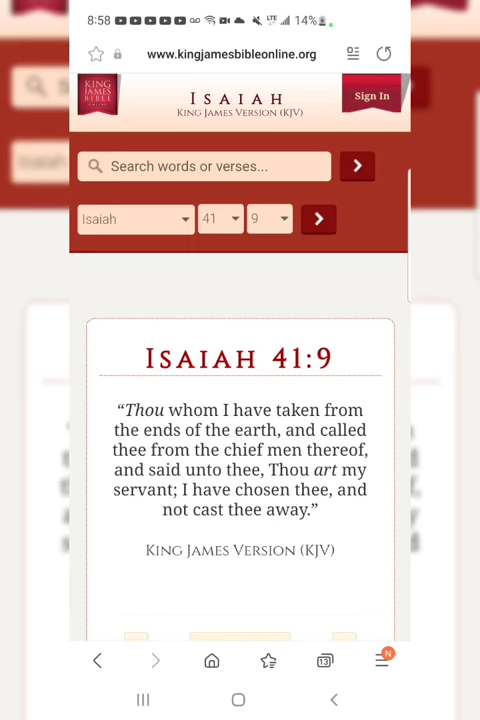 8:58 LTE 14%
www.kingjamesbibleonline.org
KING
JAMES
BIBLE
ONLINE
ISAIAH
KING JAMES VERSION (KJV)
Sign In
Search words or verses...
Isaiah 41 9
ISAIAH 41:9
“Thou whom I have taken from
the ends of the earth, and called
thee from the chief men thereof,
and said unto thee, Thou art my
servant; I have chosen thee, and
not cast thee away.”
KING JAMES VERSION (KJV)
13 N